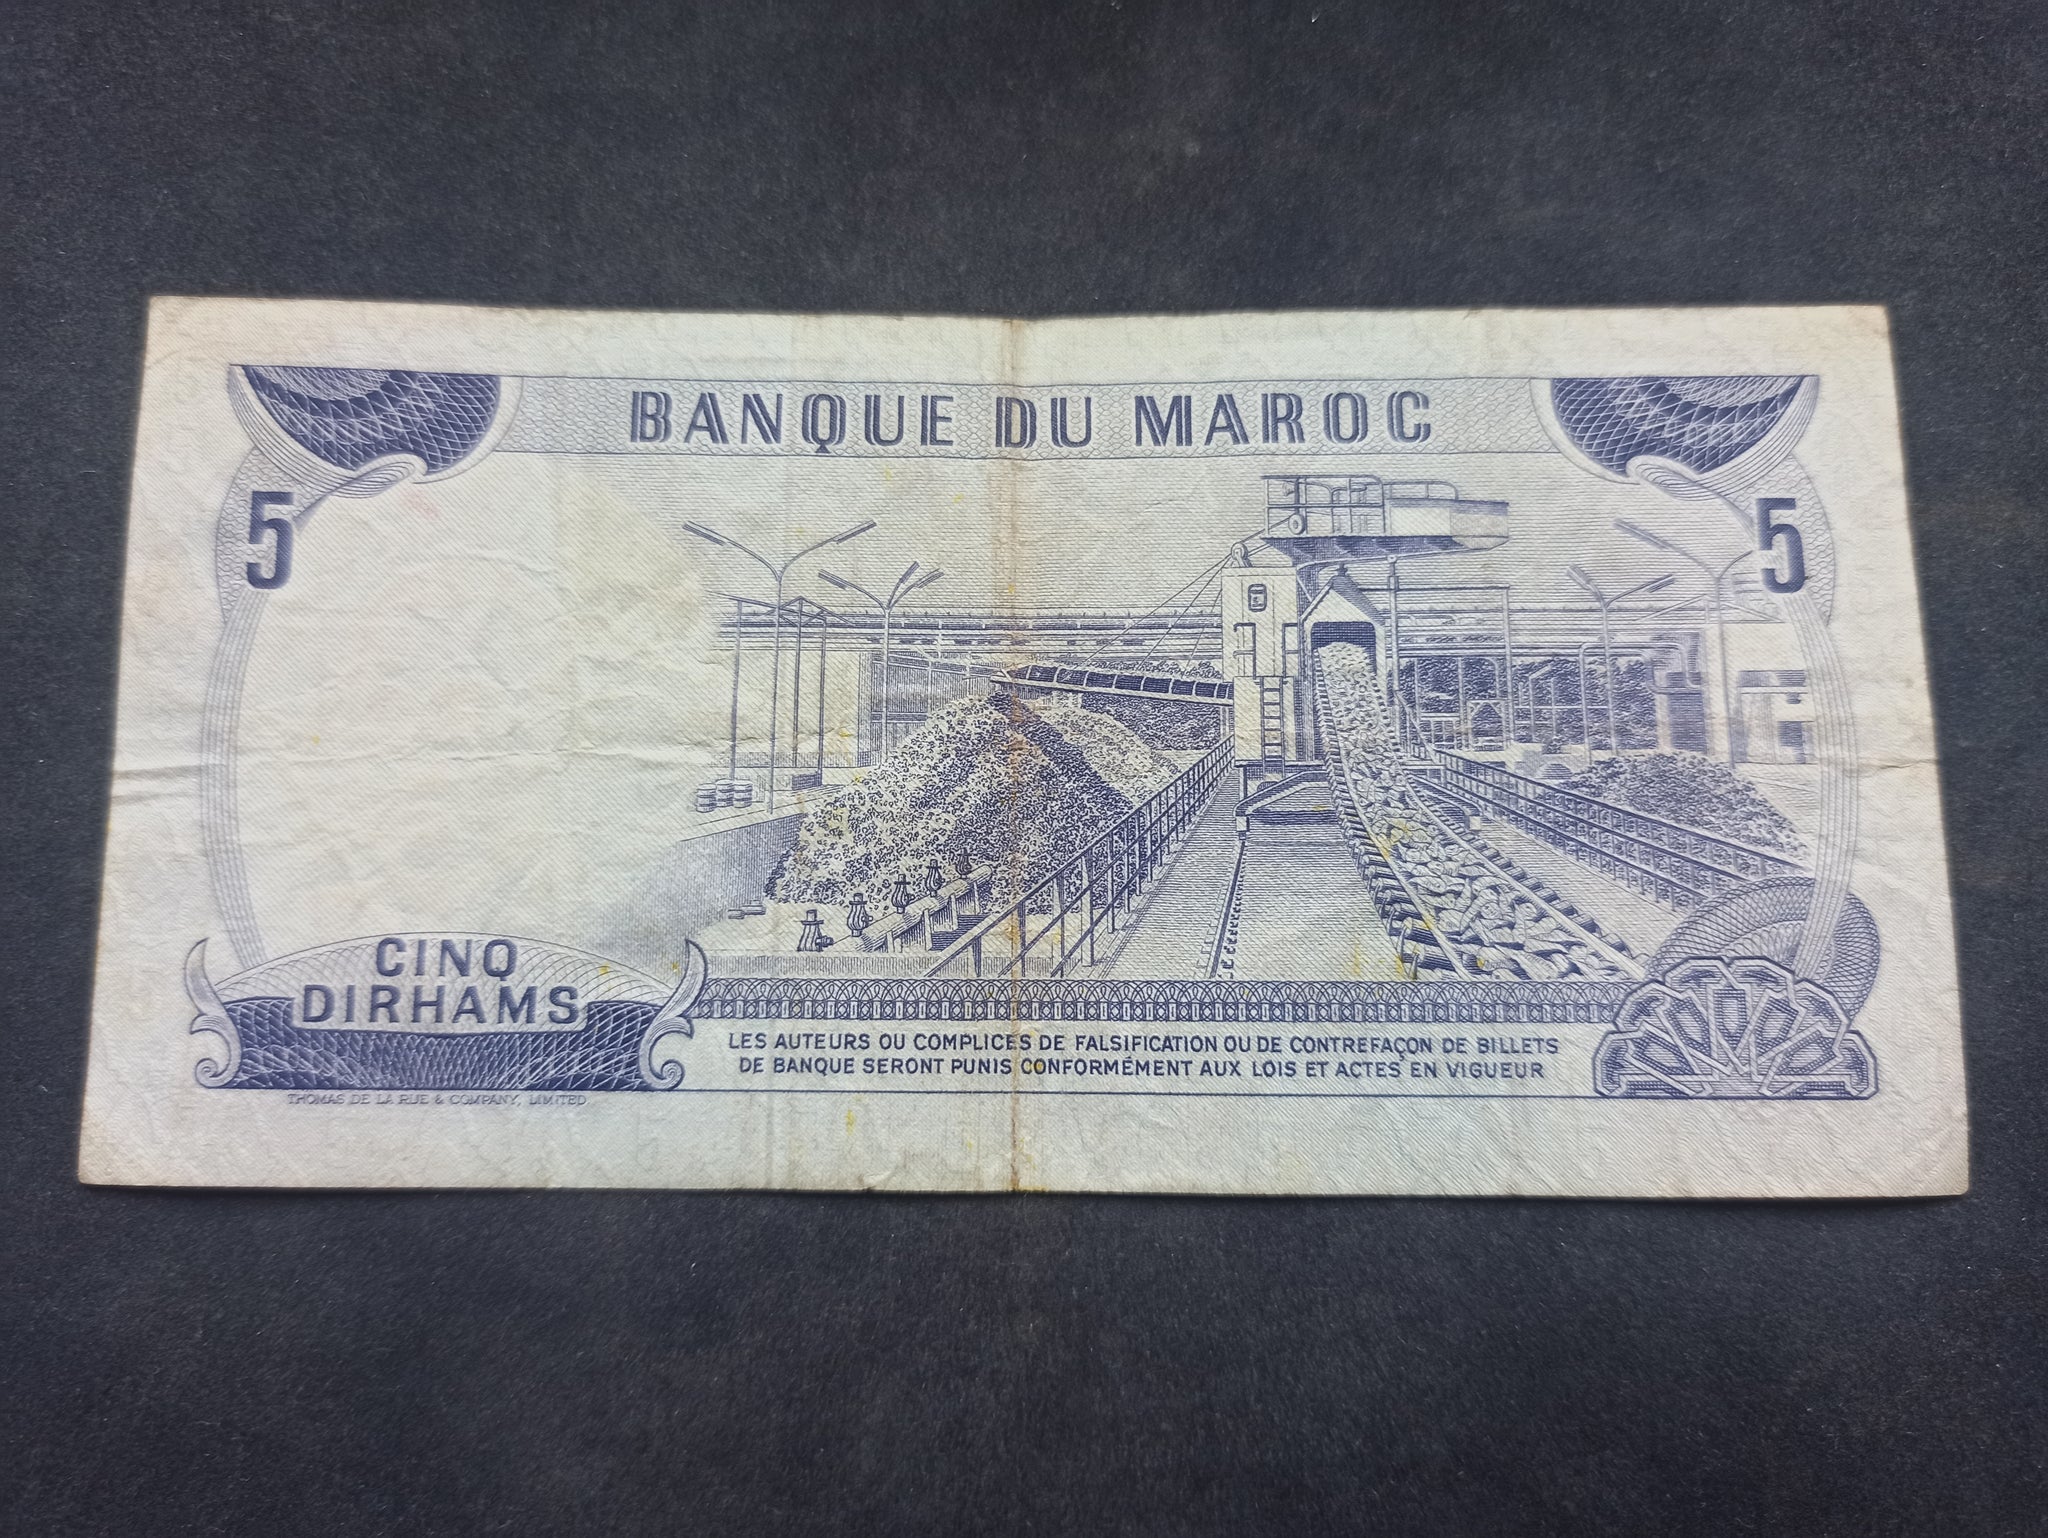 BANQUE DU MAROC
5
5
CINQ
DIRHAMS
LES AUTEURS OU COMPLICES DE FALSIFICATION OU DE CONTREFAÇON DE BILLETS
DE BANQUE SERONT PUNIS CONFORMÉMENT AUX LOIS ET ACTES EN VIGUEUR
THOMAS DE LA RUE & COMPANY, LIMITED